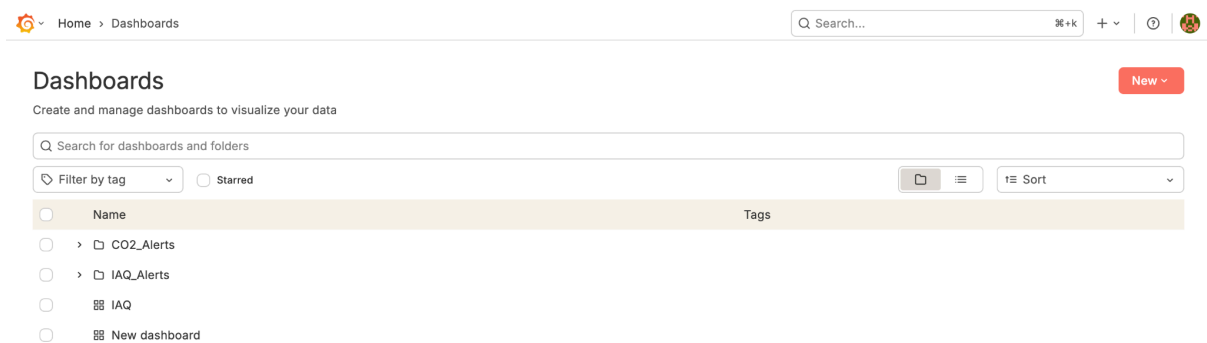 Home > Dashboards Search... ⌘+k
Dashboards New
Create and manage dashboards to visualize your data
Search for dashboards and folders
Filter by tag Starred Sort
Name Tags
CO2_Alerts
IAQ_Alerts
IAQ
New dashboard